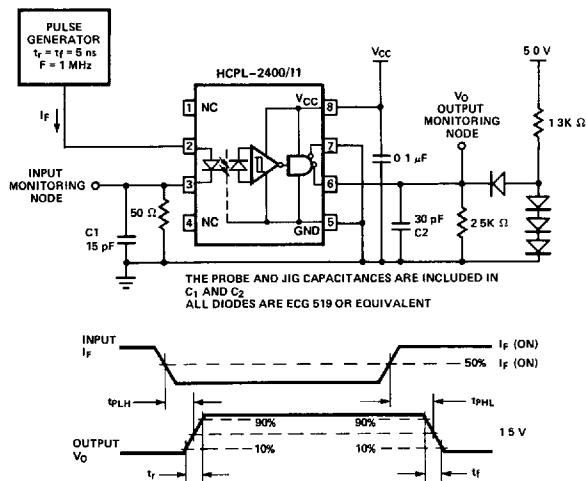 PULSE
GENERATOR
tr = tf = 5 ns
F = 1 MHz
HCPL-2400/11
VCC
5 0 V
IF
1 NC
VCC 8
VO
OUTPUT
MONITORING
NODE
1 3K Ω
2
7
0 1 μF
INPUT
MONITORING
NODE
3
6
50 Ω
C1
15 pF
4 NC
GND 5
30 pF
C2
2 5K Ω
THE PROBE AND JIG CAPACITANCES ARE INCLUDED IN
C1 AND C2
ALL DIODES ARE ECG 519 OR EQUIVALENT
INPUT
IF
IF (ON)
50% IF (ON)
tPLH
tPHL
90% 90%
1 5 V
OUTPUT
VO
10% 10%
tr
tf